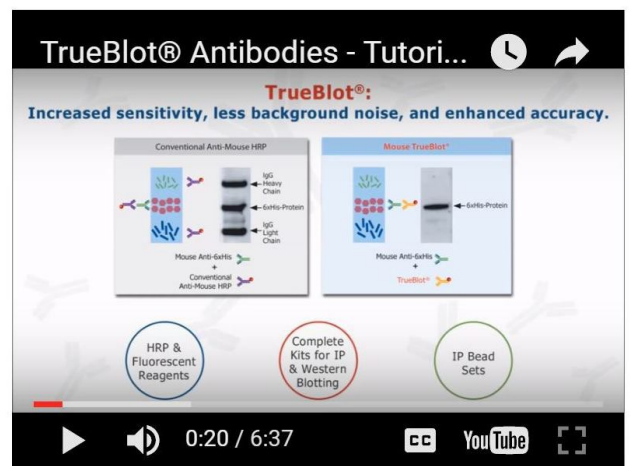 TrueBlot® Antibodies - Tutori...
TrueBlot®:
Increased sensitivity, less background noise, and enhanced accuracy.
Conventional Anti-Mouse HRP
IgG
Heavy
Chain
6xHis-Protein
IgG
Light
Chain
Mouse Anti-6xHis
+
Conventional
Anti-Mouse HRP
Mouse TrueBlot®
6xHis-Protein
Mouse Anti-6xHis
+
TrueBlot®
HRP &
Fluorescent
Reagents
Complete
Kits for IP
& Western
Blotting
IP Bead
Sets
0:20 / 6:37
CC
YouTube